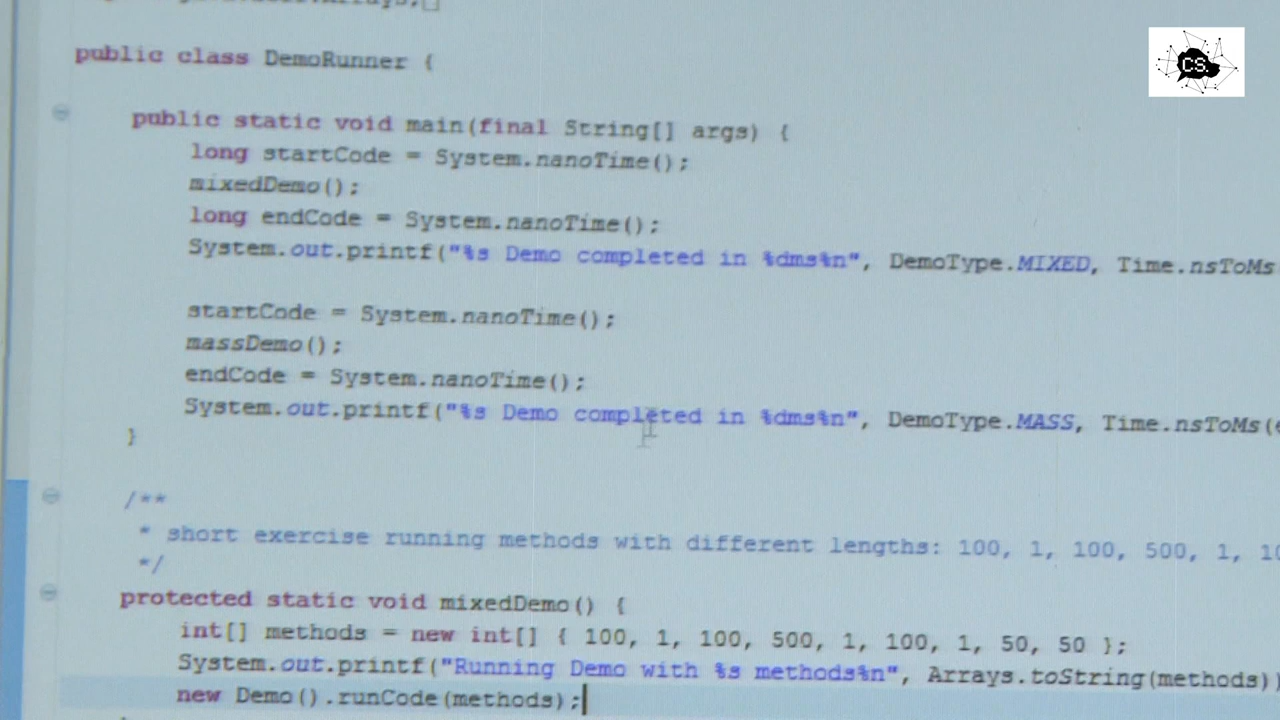 CS.
public class DemoRunner {
public static void main(final String[] args) {
long startCode = System.nanoTime();
mixedDemo();
long endCode = System.nanoTime();
System.out.printf("%s Demo completed in %dms%n", DemoType.MIXED, Time.nsToMs
startCode = System.nanoTime();
massDemo();
endCode = System.nanoTime();
System.out.printf("%s Demo completed in %dms%n", DemoType.MASS, Time.nsToMs(e
}
/**
* short exercise running methods with different lengths: 100, 1, 100, 500, 1, 10
*/
protected static void mixedDemo() {
int[] methods = new int[] { 100, 1, 100, 500, 1, 100, 1, 50, 50 };
System.out.printf("Running Demo with %s methods%n", Arrays.toString(methods))
new Demo().runCode(methods);